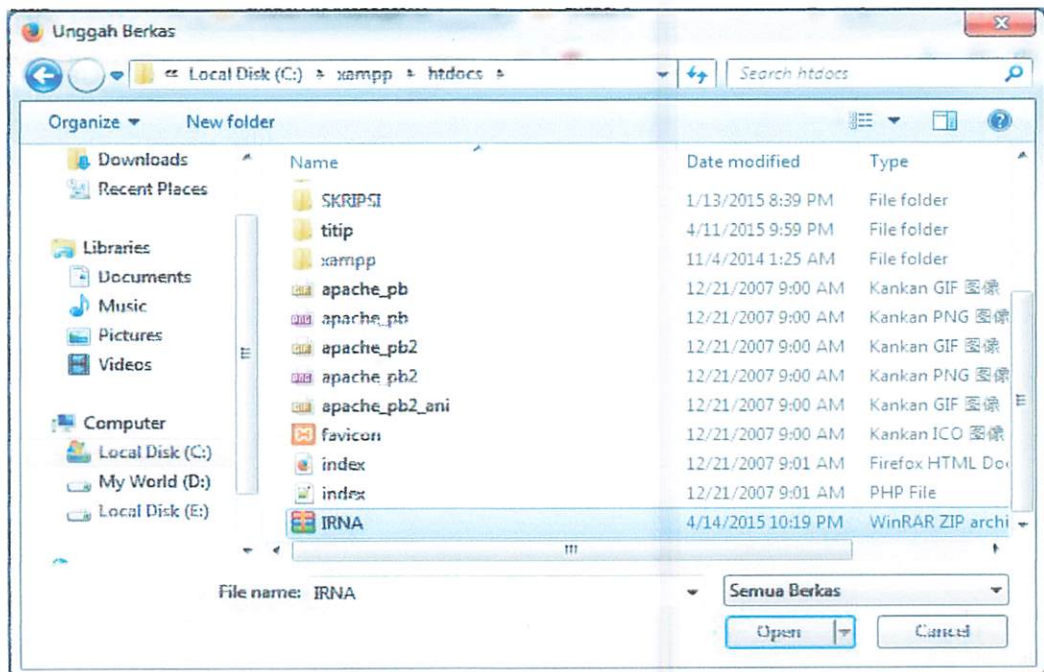 Unggah Berkas
Local Disk (C:) xampp htdocs
Search htdocs
Organize New folder
Downloads
Recent Places
Libraries
Documents
Music
Pictures
Videos
Computer
Local Disk (C:)
My World (D:)
Local Disk (E:)
Name Date modified Type
SKRIPSI 1/13/2015 8:39 PM File folder
titip 4/11/2015 9:59 PM File folder
xampp 11/4/2014 1:25 AM File folder
apache_pb 12/21/2007 9:00 AM Kankan GIF 图像
apache_pb 12/21/2007 9:00 AM Kankan PNG 图像
apache_pb2 12/21/2007 9:00 AM Kankan GIF 图像
apache_pb2 12/21/2007 9:00 AM Kankan PNG 图像
apache_pb2_ani 12/21/2007 9:00 AM Kankan GIF 图像
favicon 12/21/2007 9:00 AM Kankan ICO 图像
index 12/21/2007 9:01 AM Firefox HTML Do
index 12/21/2007 9:01 AM PHP File
IRNA 4/14/2015 10:19 PM WinRAR ZIP archi
File name: IRNA
Semua Berkas
Open Cancel